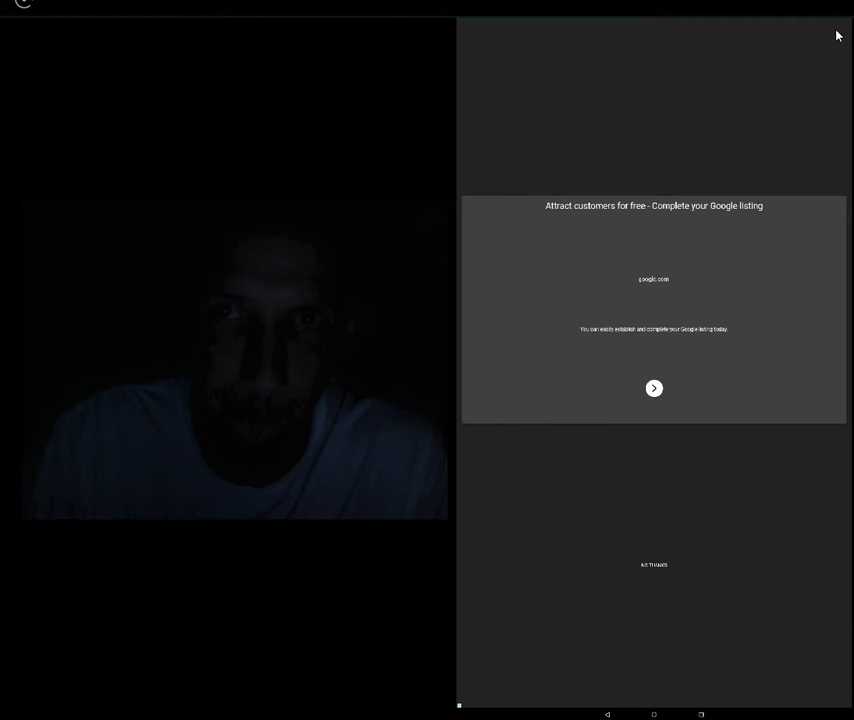 Attract customers for free - Complete your Google listing
google.com
You can easily establish and complete your Google listing today.
NO THANKS